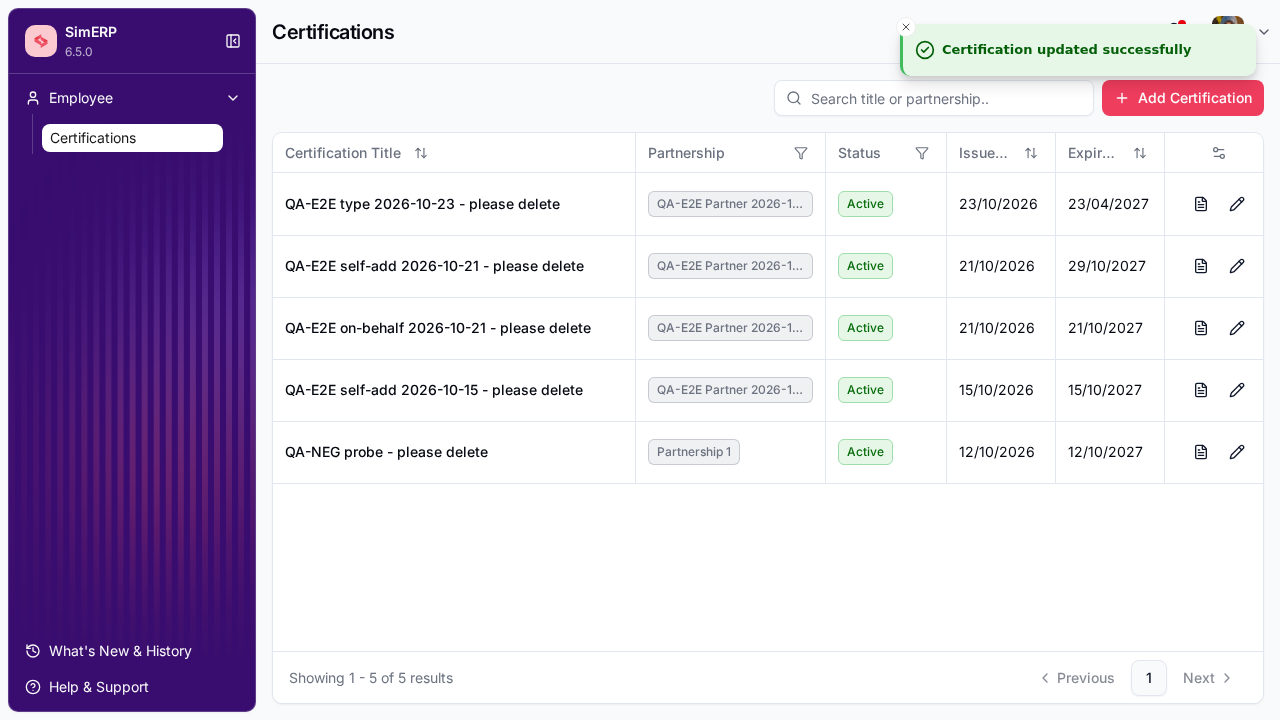 SimERP
6.5.0
Employee
Certifications
What's New & History
Help & Support
Certifications
Certification updated successfully
Search title or partnership..
Add Certification
Certification Title
Partnership
Status
Issue...
Expir...
QA-E2E type 2026-10-23 - please delete
QA-E2E Partner 2026-1...
Active
23/10/2026
23/04/2027
QA-E2E self-add 2026-10-21 - please delete
QA-E2E Partner 2026-1...
Active
21/10/2026
29/10/2027
QA-E2E on-behalf 2026-10-21 - please delete
QA-E2E Partner 2026-1...
Active
21/10/2026
21/10/2027
QA-E2E self-add 2026-10-15 - please delete
QA-E2E Partner 2026-1...
Active
15/10/2026
15/10/2027
QA-NEG probe - please delete
Partnership 1
Active
12/10/2026
12/10/2027
Showing 1 - 5 of 5 results
Previous
1
Next